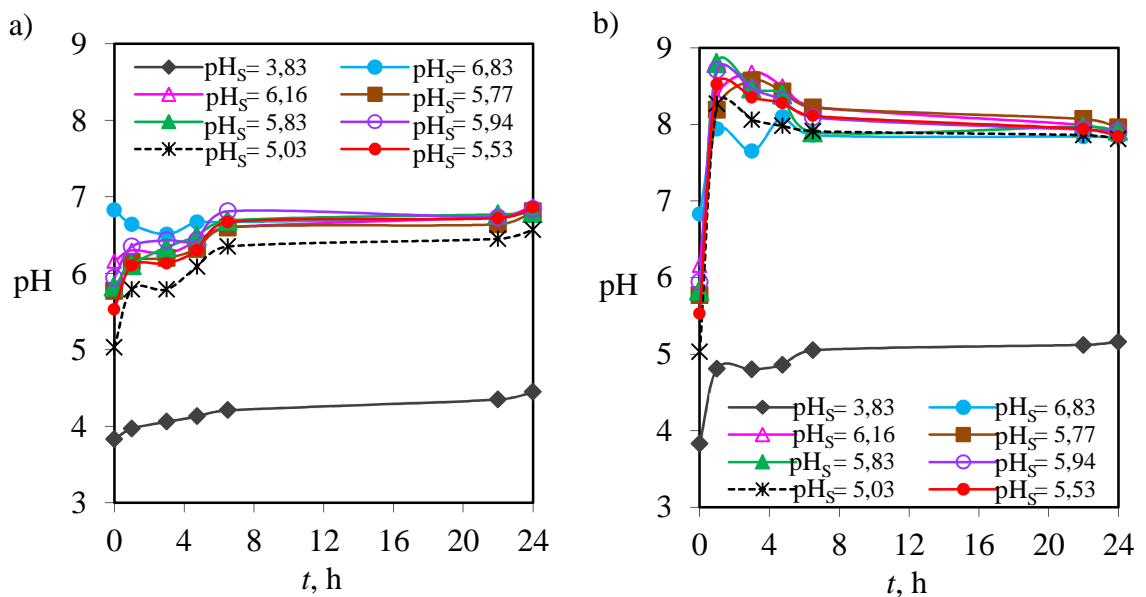 a)
9
8
7
6
5
4
3
pH
pHS= 3,83
pHS= 6,83
pHS= 6,16
pHS= 5,77
pHS= 5,83
pHS= 5,94
pHS= 5,03
pHS= 5,53
0 4 8 12 16 20 24
t, h
b)
9
8
7
6
5
4
3
pH
pHS= 3,83
pHS= 6,83
pHS= 6,16
pHS= 5,77
pHS= 5,83
pHS= 5,94
pHS= 5,03
pHS= 5,53
0 4 8 12 16 20 24
t, h